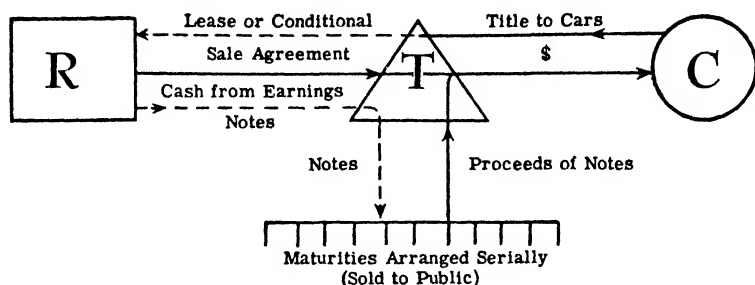 Lease or Conditional
Title to Cars
R
Sale Agreement
T
$
C
Cash from Earnings
Notes
Notes
Proceeds of Notes
Maturities Arranged Serially
(Sold to Public)